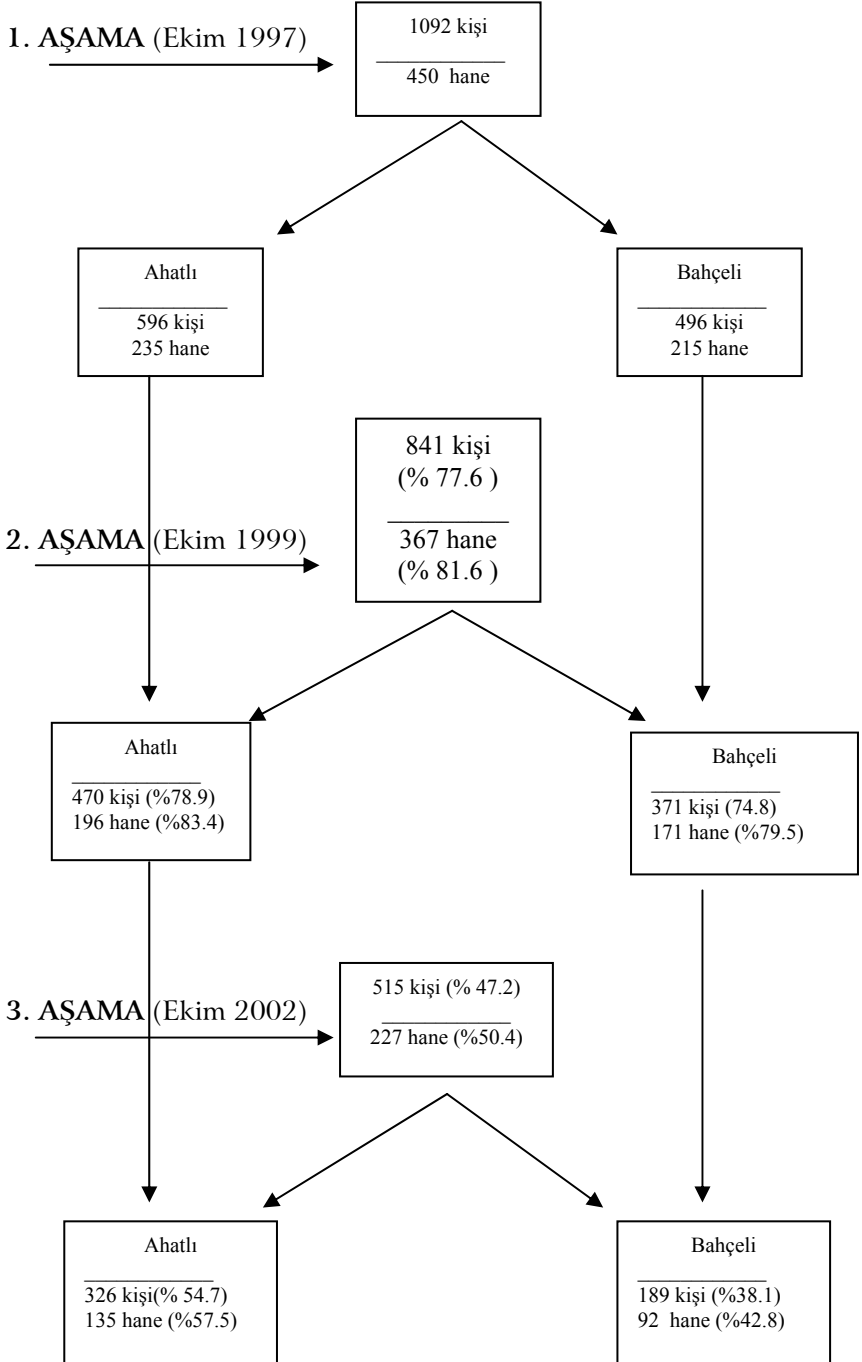 1. AŞAMA (Ekim 1997)
1092 kişi
450 hane
Ahatlı
596 kişi
235 hane
Bahçeli
496 kişi
215 hane
841 kişi
(% 77.6 )
2. AŞAMA (Ekim 1999)
367 hane
(% 81.6 )
Ahatlı
470 kişi (%78.9)
196 hane (%83.4)
Bahçeli
371 kişi (74.8)
171 hane (%79.5)
3. AŞAMA (Ekim 2002)
515 kişi (% 47.2)
227 hane (%50.4)
Ahatlı
326 kişi(% 54.7)
135 hane (%57.5)
Bahçeli
189 kişi (%38.1)
92 hane (%42.8)